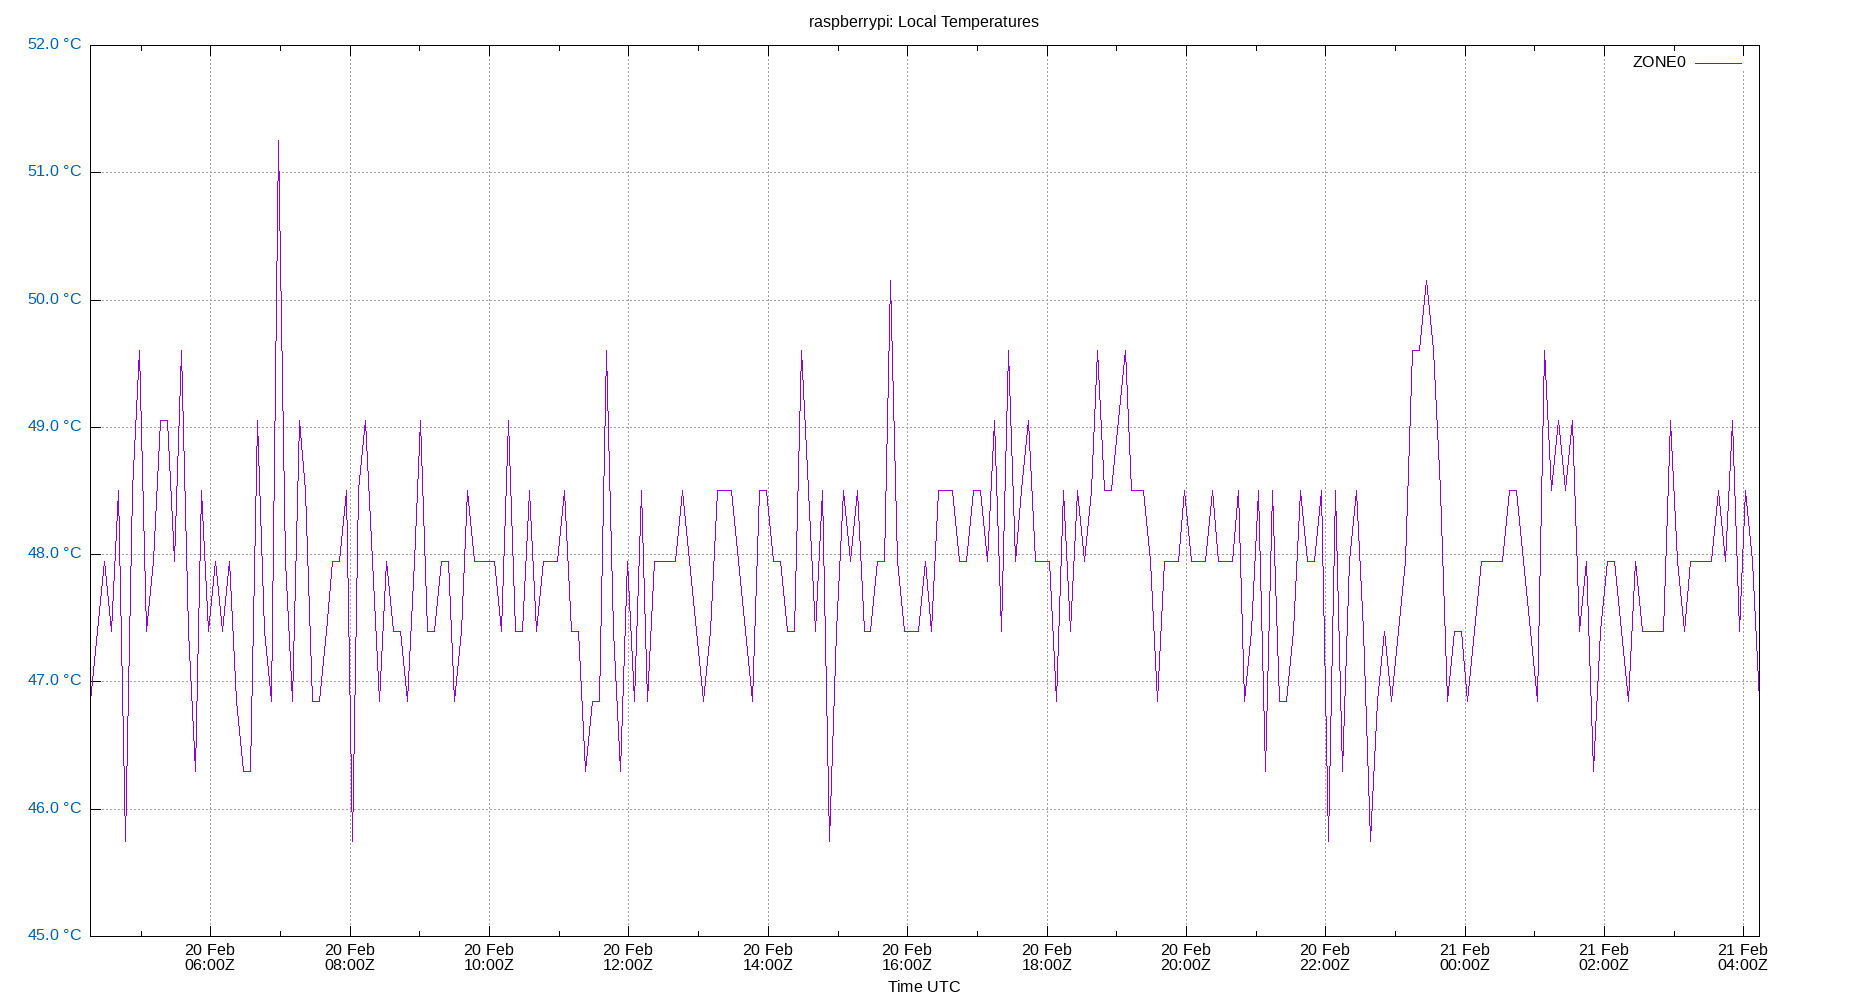 raspberrypi: Local Temperatures
52.0 °C
ZONE0
51.0 °C
50.0 °C
49.0 °C
48.0 °C
47.0 °C
46.0 °C
45.0 °C
20 Feb 20 Feb 20 Feb 20 Feb 20 Feb 20 Feb 20 Feb 20 Feb 20 Feb 21 Feb 21 Feb 21 Feb
06:00Z 08:00Z 10:00Z 12:00Z 14:00Z 16:00Z 18:00Z 20:00Z 22:00Z 00:00Z 02:00Z 04:00Z
Time UTC